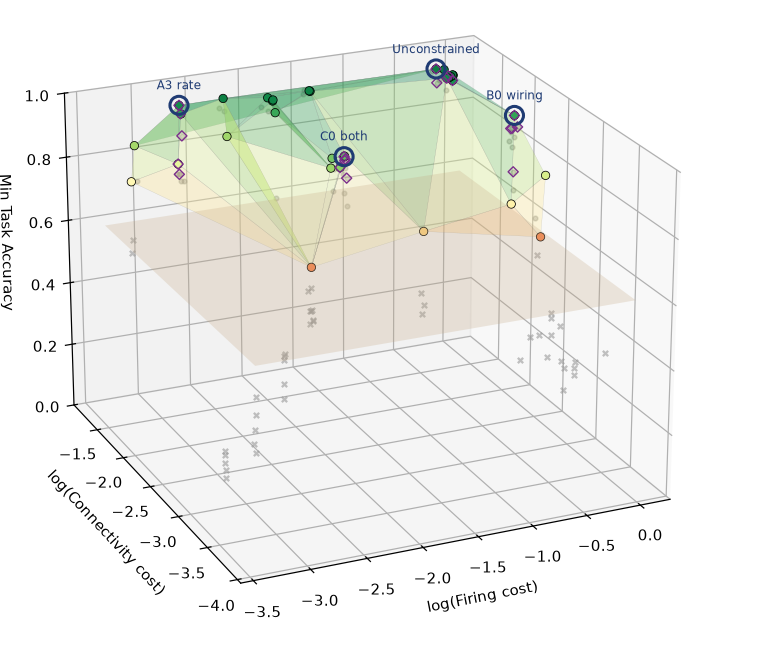 Unconstrained
A3 rate
B0 wiring
C0 both
Min Task Accuracy
1.0
0.8
0.6
0.4
0.2
0.0
−1.5
−2.0
−2.5
−3.0
−3.5
−4.0
log(Connectivity cost)
−3.5
−3.0
−2.5
−2.0
−1.5
−1.0
−0.5
0.0
log(Firing cost)